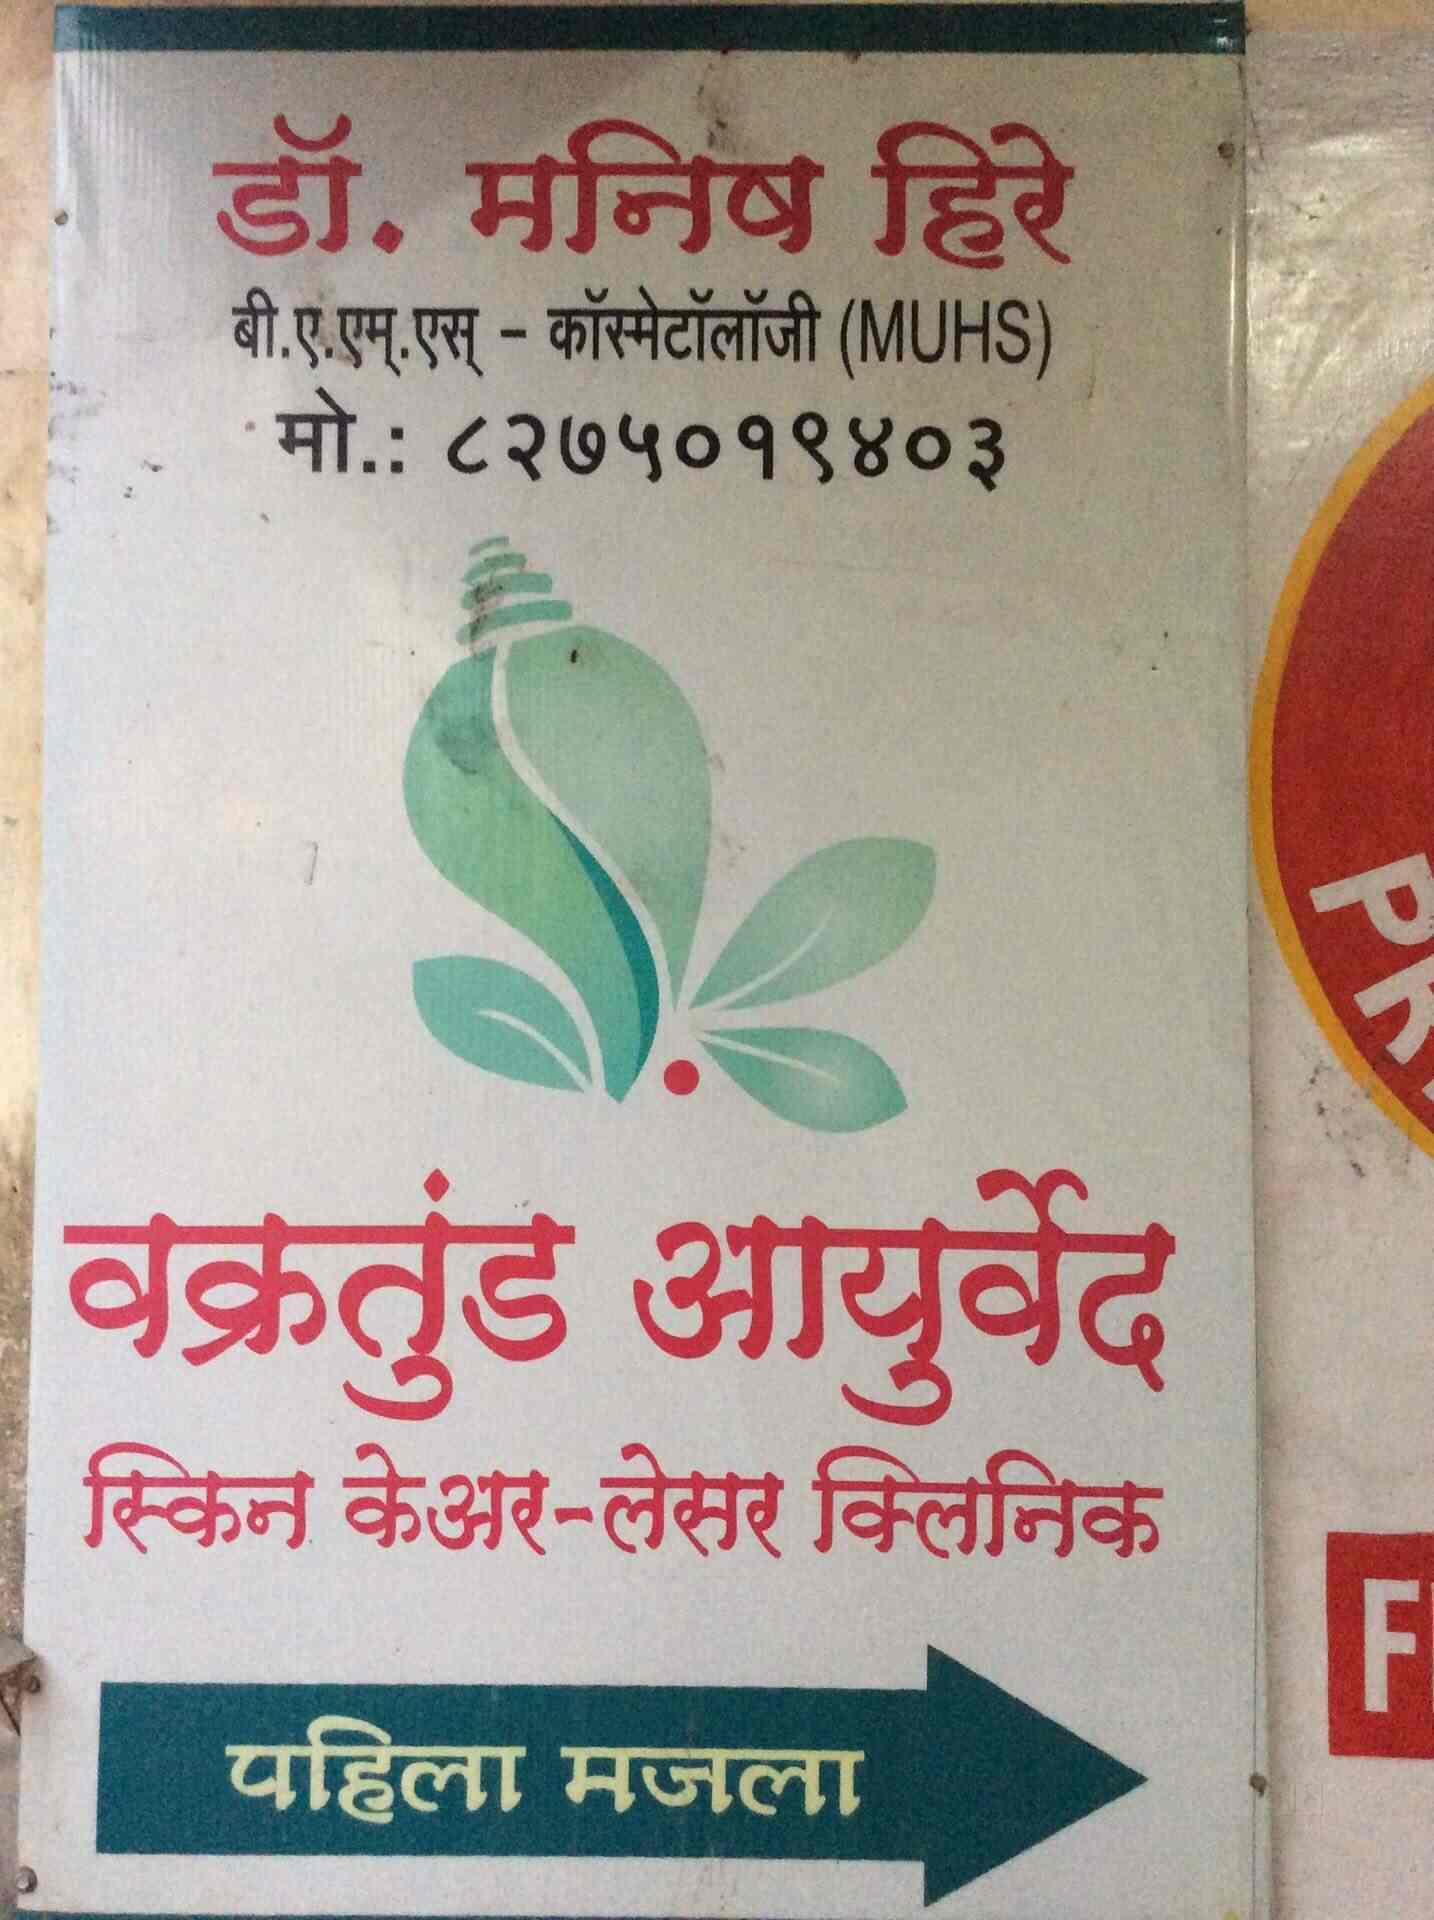 डॉ. मनिष हिरे
बी.ए.एम्.एस् - कॉस्मेटॉलॉजी (MUHS)
मो.: ८२७५०१९४०३
वक्रतुंड आयुर्वेद
स्किन केअर-लेसर क्लिनिक
पहिला मजला